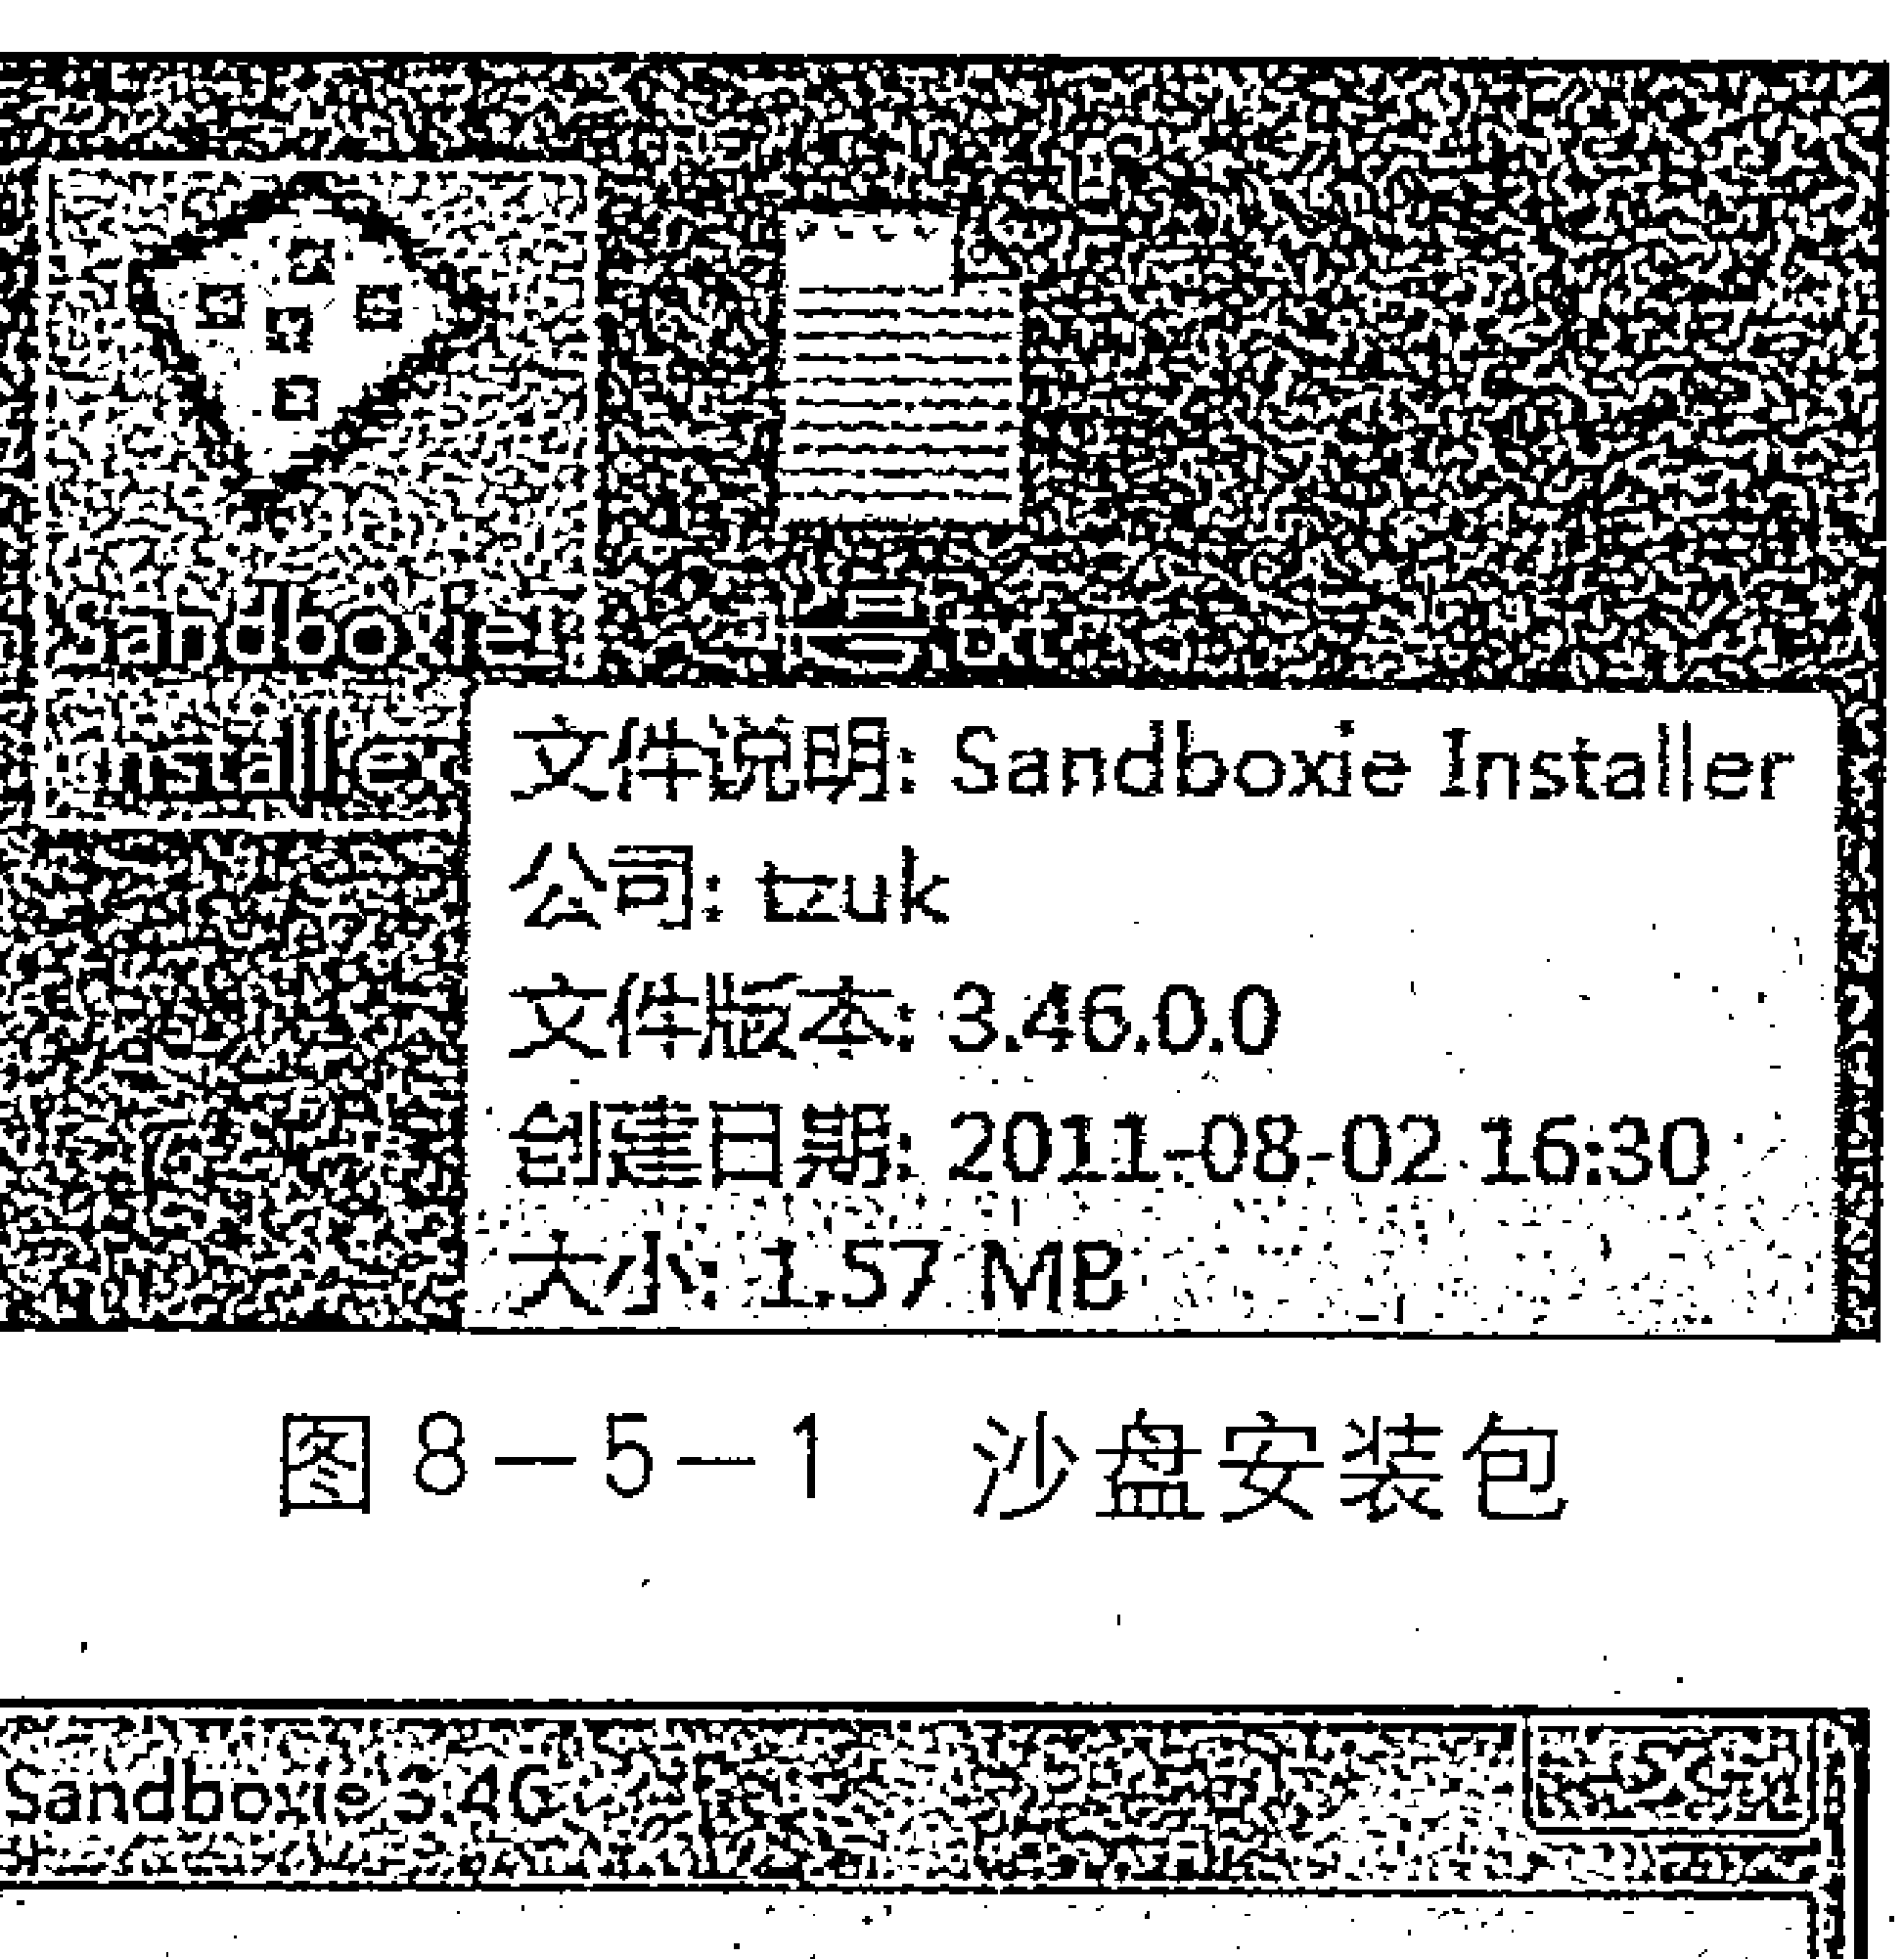 Sandboxie
Installer
号.txt
文件说明: Sandboxie Installer
公司: tzuk
文件版本: 3.46.0.0
创建日期: 2011-08-02 16:30
大小: 1.57 MB
图8-5-1 沙盘安装包
Sandboxie 3.46